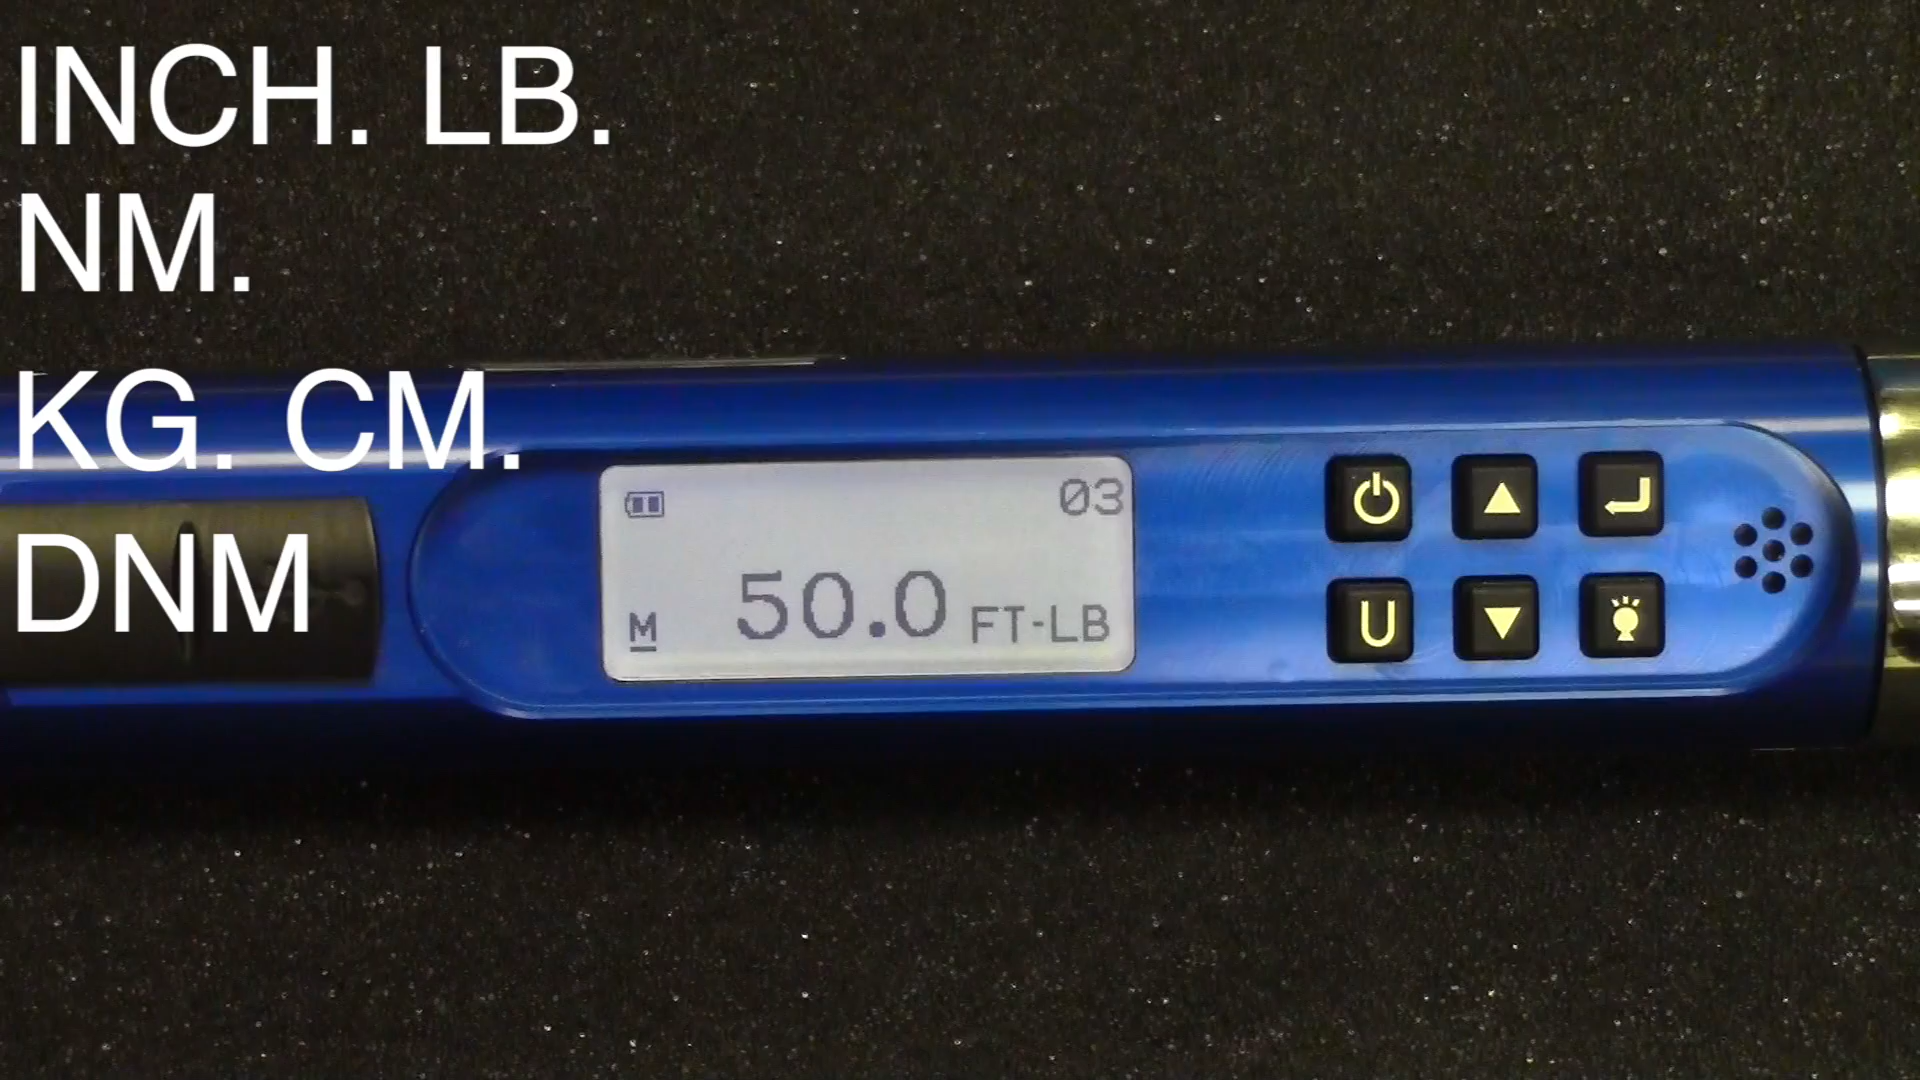 INCH. LB.
NM.
KG. CM.
DNM
03
M 50.0 FT-LB
U